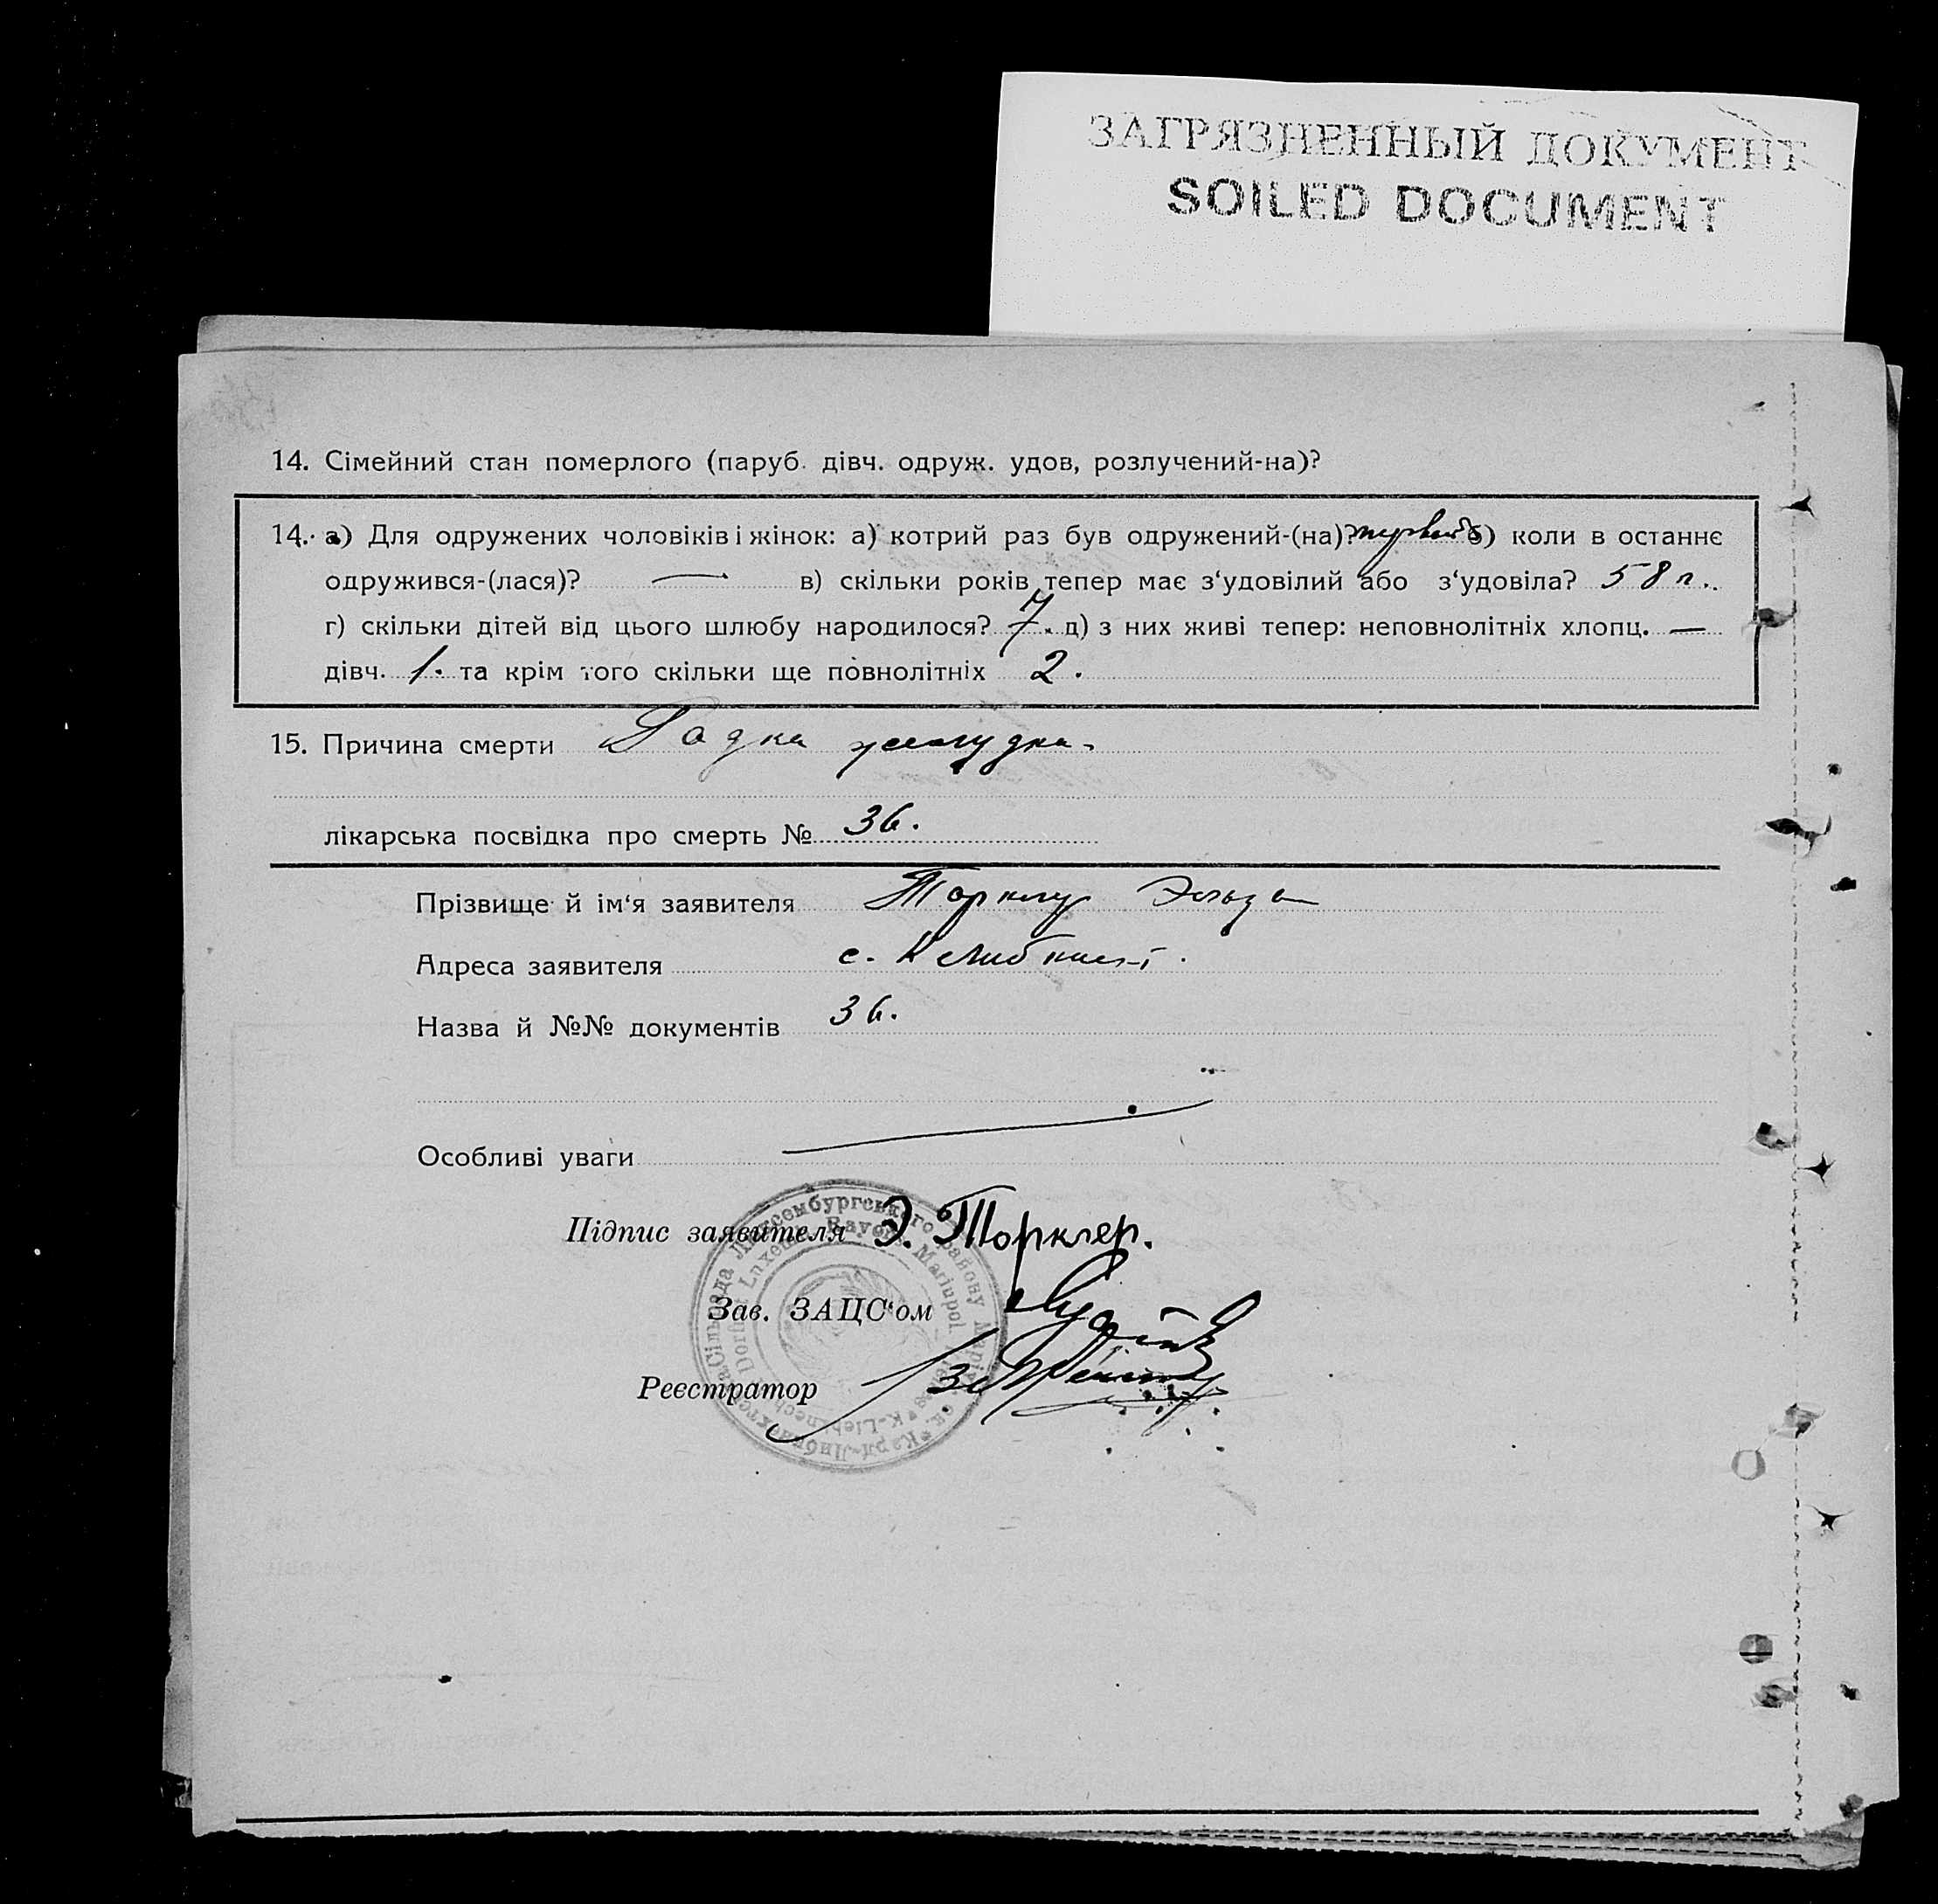 ЗАГРЯЗНЕННЫЙ ДОКУМЕНТ
SOILED DOCUMENT
14. Сімейний стан померлого (паруб. дівч. одруж. удов, розлучений-на)?
14. а) Для одружених чоловіків і жінок: а) котрий раз був одружений-(на)? первый б) коли в останнє
одружився-(лася)? — в) скільки років тепер має з‘удовілий або з‘удовіла? 58 л.
г) скільки дітей від цього шлюбу народилося? 7. д) з них живі тепер: неповнолітніх хлопц. —
дівч. 1. та крім того скільки ще повнолітніх 2.
15. Причина смерти желудка.
лікарська посвідка про смерть № 36.
Прізвище й ім‘я заявителя Торклер Эльза
Адреса заявителя с. К Либкнехт.
Назва й №№ документів 36.
Особливі уваги
Підпис заявителя Э. Торклер.
Зав. ЗАЦС‘ом
Реєстратор